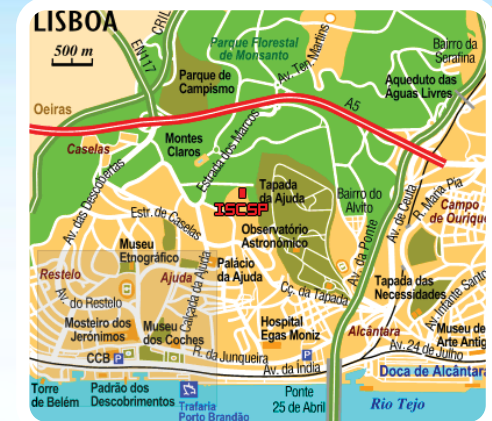 LISBOA
500 m
EN117
CRIL
Parque Florestal
de Monsanto
Av. Ten. Martins
Bairro da
Serafina
Parque de
Campismo
Aqueduto das
Águas Livres
Oeiras
A5
Caselas
Montes
Claros
Estrada dos Marcos
Tapada
da Ajuda
ISCSP
Bairro do
Alvito
Av. de Ceuta
R. Maria Pia
Campo
de Ourique
Av. das Descobertas
Estr. de Caselas
Observatório
Astronómico
Av. da Ponte
Museu
Etnográfico
Restelo
Ajuda
Calçada da Ajuda
Palácio
da Ajuda
Cç. da Tapada
Tapada das
Necessidades
Av. Infante Santo
Av. do Restelo
Mosteiro dos
Jerónimos
Museu
dos Coches
Hospital
Egas Moniz
Alcântara
Museu de
Arte Antig
Av. 24 de Julho
CCB P
R. da Junqueira
P
Av. da Índia
Doca de Alcântara
Torre
de Belém
Padrão dos
Descobrimentos
Trafaria
Porto Brandão
Ponte
25 de Abril
Rio Tejo